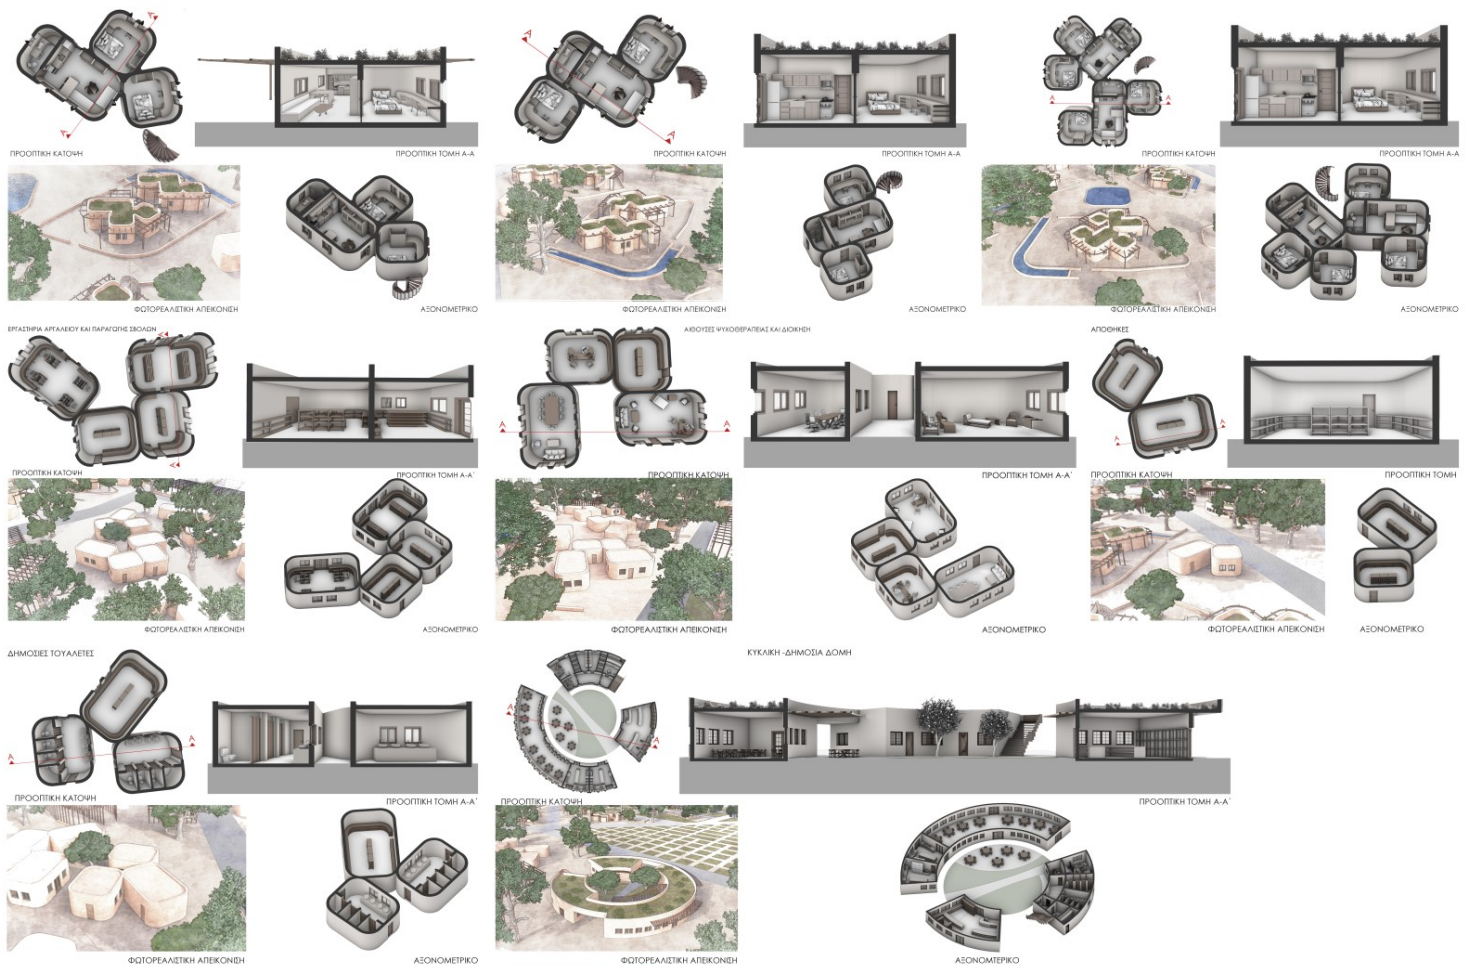 ΠΡΟΟΠΤΙΚΗ ΚΑΤΟΨΗ
ΠΡΟΟΠΤΙΚΗ ΤΟΜΗ Α-Α
ΠΡΟΟΠΤΙΚΗ ΚΑΤΟΨΗ
ΠΡΟΟΠΤΙΚΗ ΤΟΜΗ Α-Α
ΠΡΟΟΠΤΙΚΗ ΚΑΤΟΨΗ
ΠΡΟΟΠΤΙΚΗ ΤΟΜΗ Α-Α
ΦΩΤΟΡΕΑΛΙΣΤΙΚΗ ΑΠΕΙΚΟΝΙΣΗ
ΑΞΟΝΟΜΕΤΡΙΚΟ
ΦΩΤΟΡΕΑΛΙΣΤΙΚΗ ΑΠΕΙΚΟΝΙΣΗ
ΑΞΟΝΟΜΕΤΡΙΚΟ
ΦΩΤΟΡΕΑΛΙΣΤΙΚΗ ΑΠΕΙΚΟΝΙΣΗ
ΑΞΟΝΟΜΕΤΡΙΚΟ
ΕΡΓΑΣΤΗΡΙΑ ΑΡΓΑΛΕΙΟΥ ΚΑΙ ΠΑΡΑΓΩΓΗΣ ΣΒΟΛΩΝ
ΑΙΘΟΥΣΕΣ ΨΥΧΟΘΕΡΑΠΕΙΑΣ ΚΑΙ ΔΙΟΙΚΗΣΗ
ΑΠΟΘΗΚΕΣ
ΠΡΟΟΠΤΙΚΗ ΚΑΤΟΨΗ
ΠΡΟΟΠΤΙΚΗ ΤΟΜΗ Α-Α'
ΠΡΟΟΠΤΙΚΗ ΚΑΤΟΨΗ
ΠΡΟΟΠΤΙΚΗ ΤΟΜΗ Α-Α'
ΠΡΟΟΠΤΙΚΗ ΚΑΤΟΨΗ
ΠΡΟΟΠΤΙΚΗ ΤΟΜΗ
ΦΩΤΟΡΕΑΛΙΣΤΙΚΗ ΑΠΕΙΚΟΝΙΣΗ
ΑΞΟΝΟΜΕΤΡΙΚΟ
ΦΩΤΟΡΕΑΛΙΣΤΙΚΗ ΑΠΕΙΚΟΝΙΣΗ
ΑΞΟΝΟΜΕΤΡΙΚΟ
ΦΩΤΟΡΕΑΛΙΣΤΙΚΗ ΑΠΕΙΚΟΝΙΣΗ
ΑΞΟΝΟΜΕΤΡΙΚΟ
ΔΗΜΟΣΙΕΣ ΤΟΥΑΛΕΤΕΣ
ΚΥΚΛΙΚΗ -ΔΗΜΟΣΙΑ ΔΟΜΗ
ΠΡΟΟΠΤΙΚΗ ΚΑΤΟΨΗ
ΠΡΟΟΠΤΙΚΗ ΤΟΜΗ Α-Α'
ΠΡΟΟΠΤΙΚΗ ΚΑΤΟΨΗ
ΠΡΟΟΠΤΙΚΗ ΤΟΜΗ Α-Α'
ΦΩΤΟΡΕΑΛΙΣΤΙΚΗ ΑΠΕΙΚΟΝΙΣΗ
ΑΞΟΝΟΜΕΤΡΙΚΟ
ΦΩΤΟΡΕΑΛΙΣΤΙΚΗ ΑΠΕΙΚΟΝΙΣΗ
ΑΞΟΝΟΜΤΕΡΙΚΟ